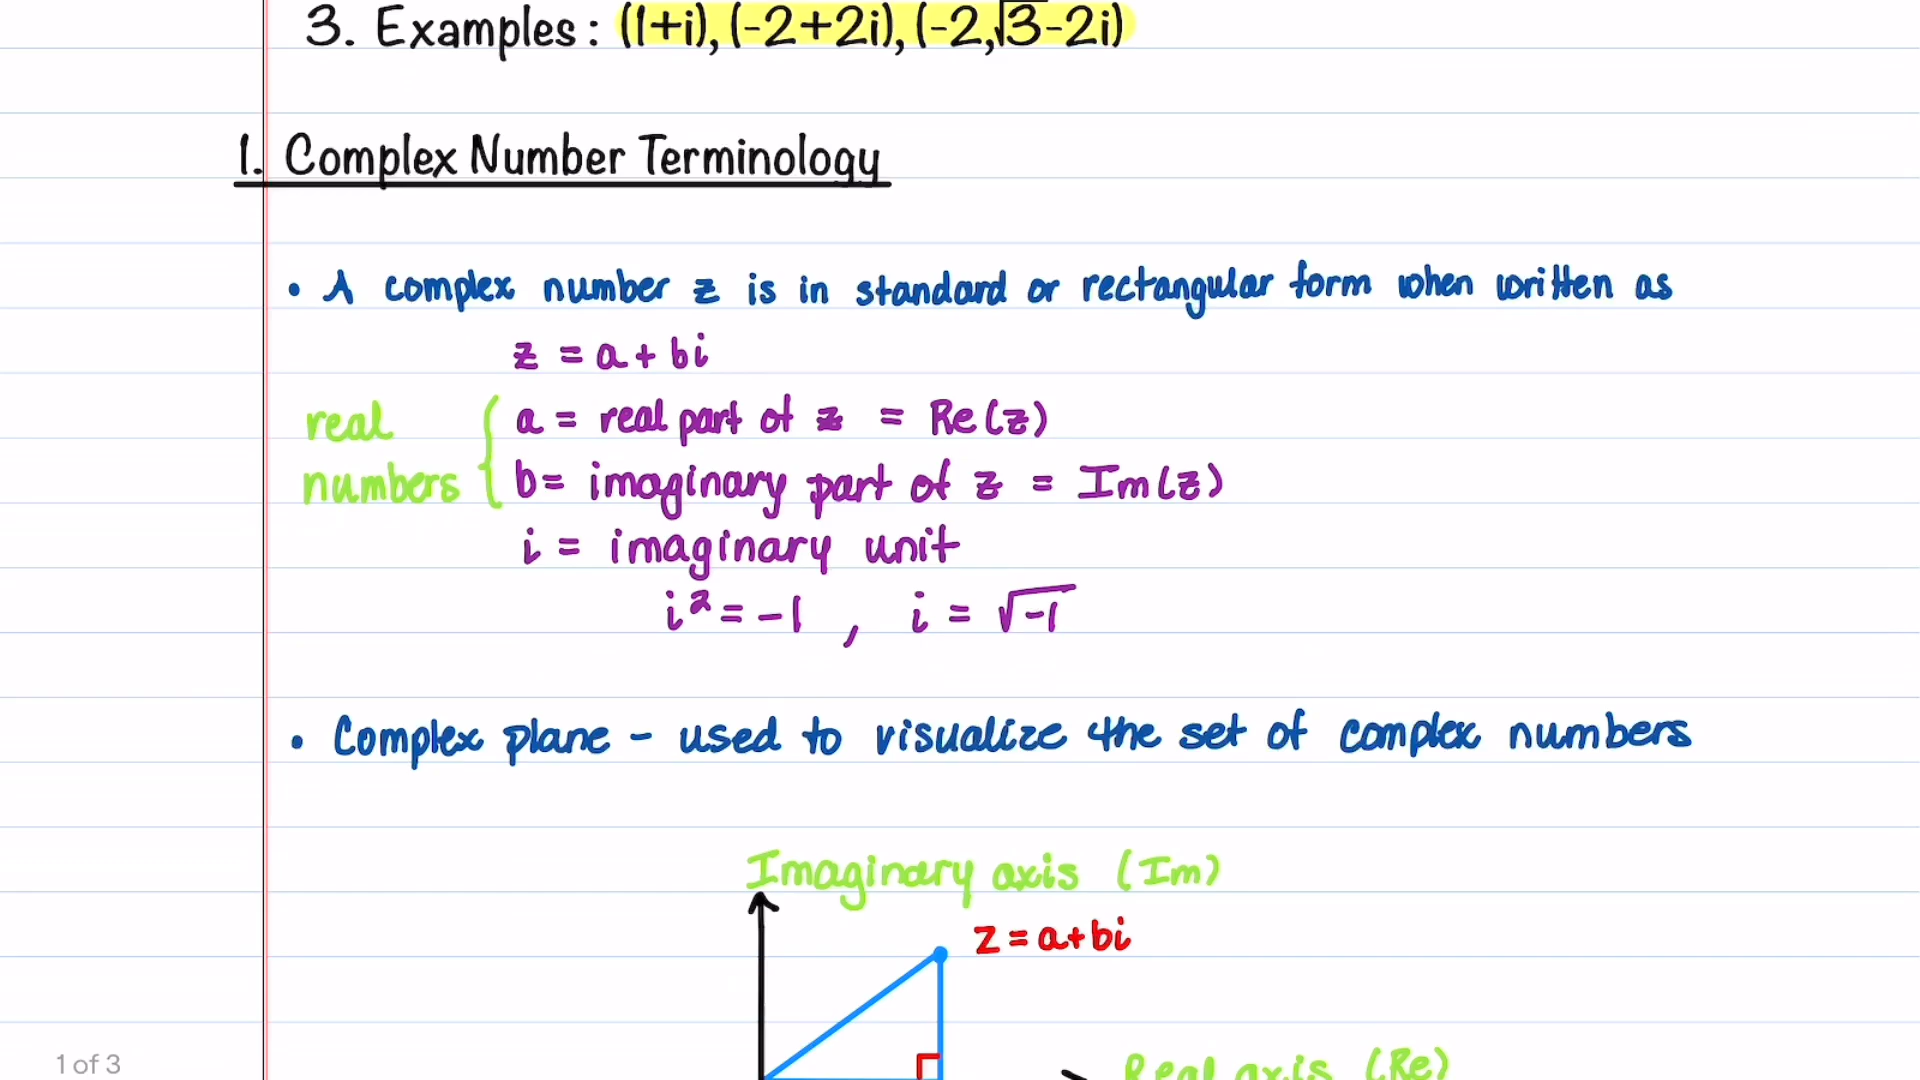 3. Examples: (1+i), (-2+2i), (-2,√3-2i)
1. Complex Number Terminology
• A complex number z is in standard or rectangular form when written as
z = a + bi
real numbers { a = real part of z = Re(z)
b = imaginary part of z = Im(z)
i = imaginary unit
i² = -1 , i = √-1
• Complex plane - used to visualize the set of complex numbers
Imaginary axis (Im)
z = a+bi
Real axis (Re)
1 of 3